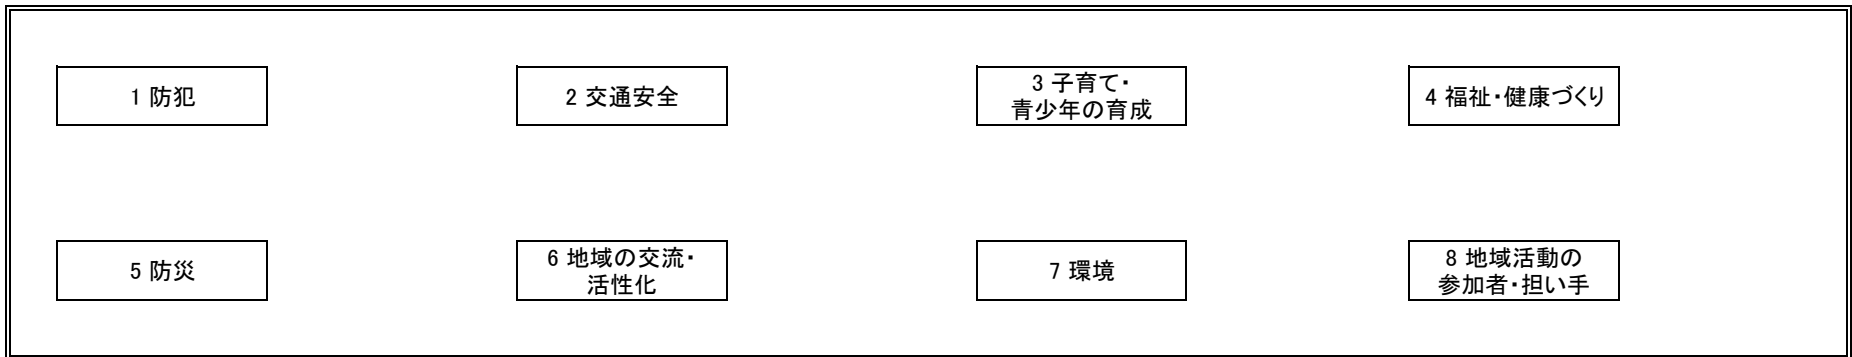 1 防犯
2 交通安全
3 子育て・
青少年の育成
4 福祉・健康づくり
5 防災
6 地域の交流・
活性化
7 環境
8 地域活動の
参加者・担い手